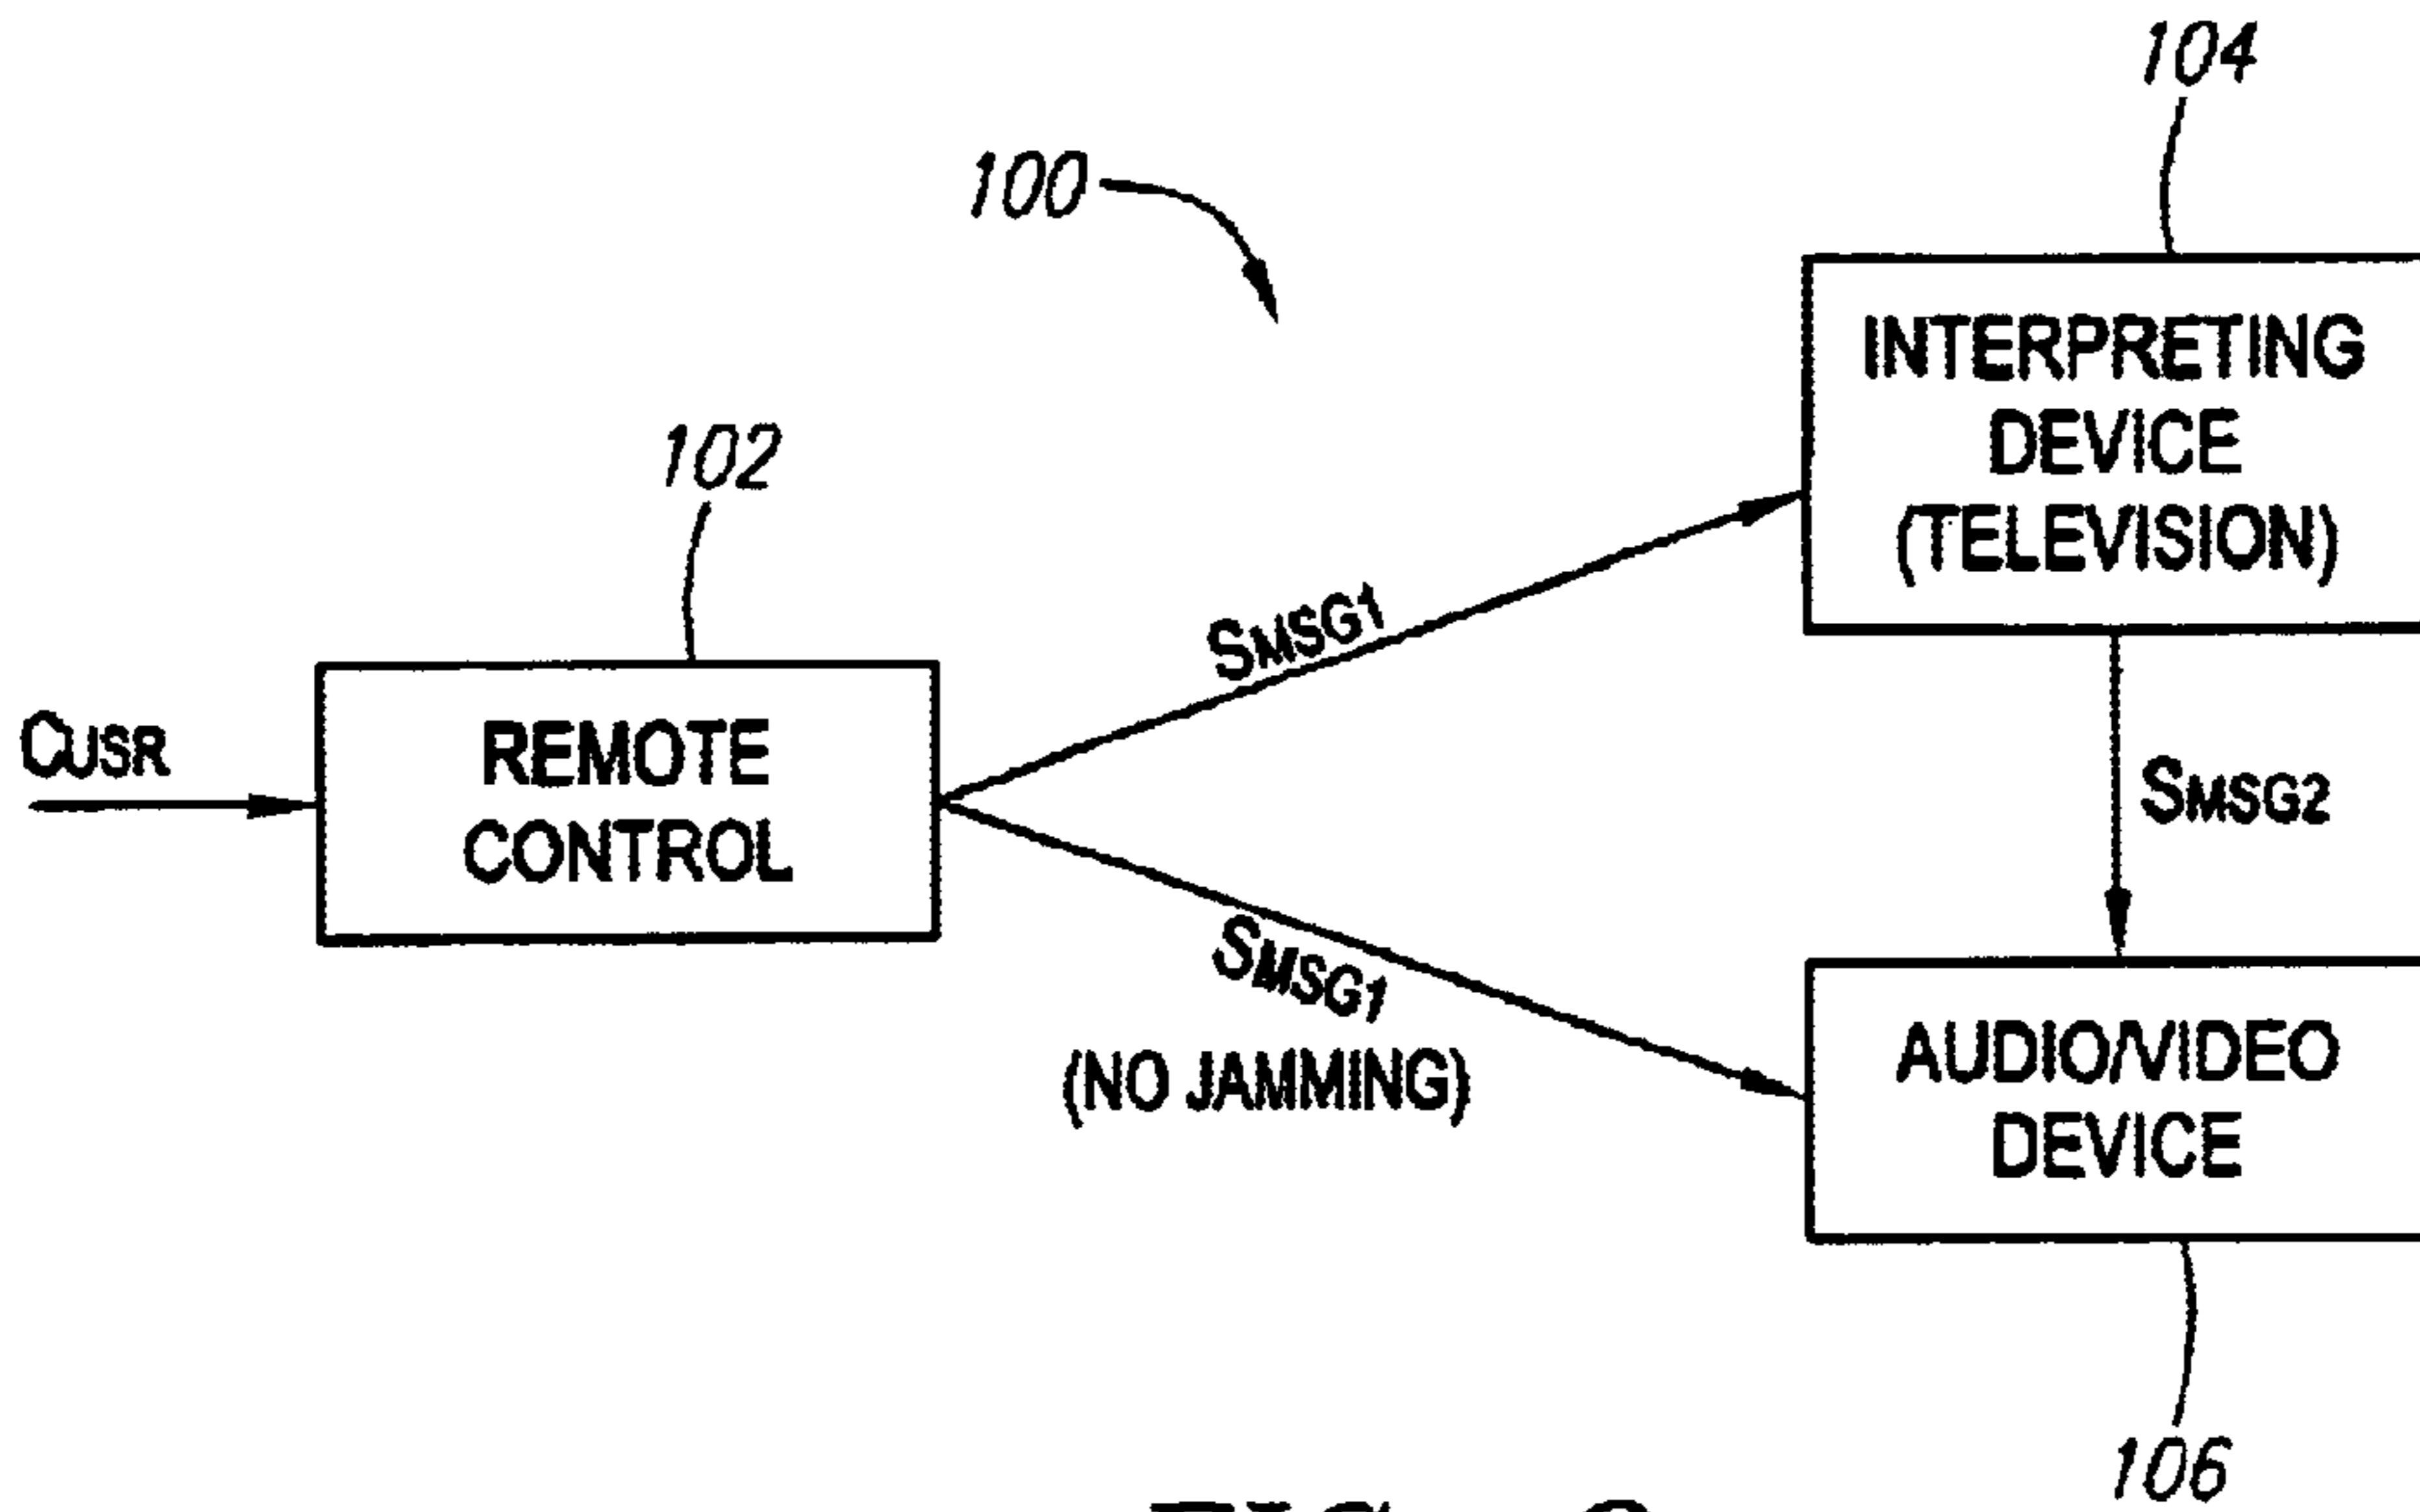 104
100
INTERPRETING
DEVICE
(TELEVISION)
102
SMSG1
CUSR
REMOTE
CONTROL
SMSG2
SMSG1
(NO JAMMING)
AUDIO/VIDEO
DEVICE
106